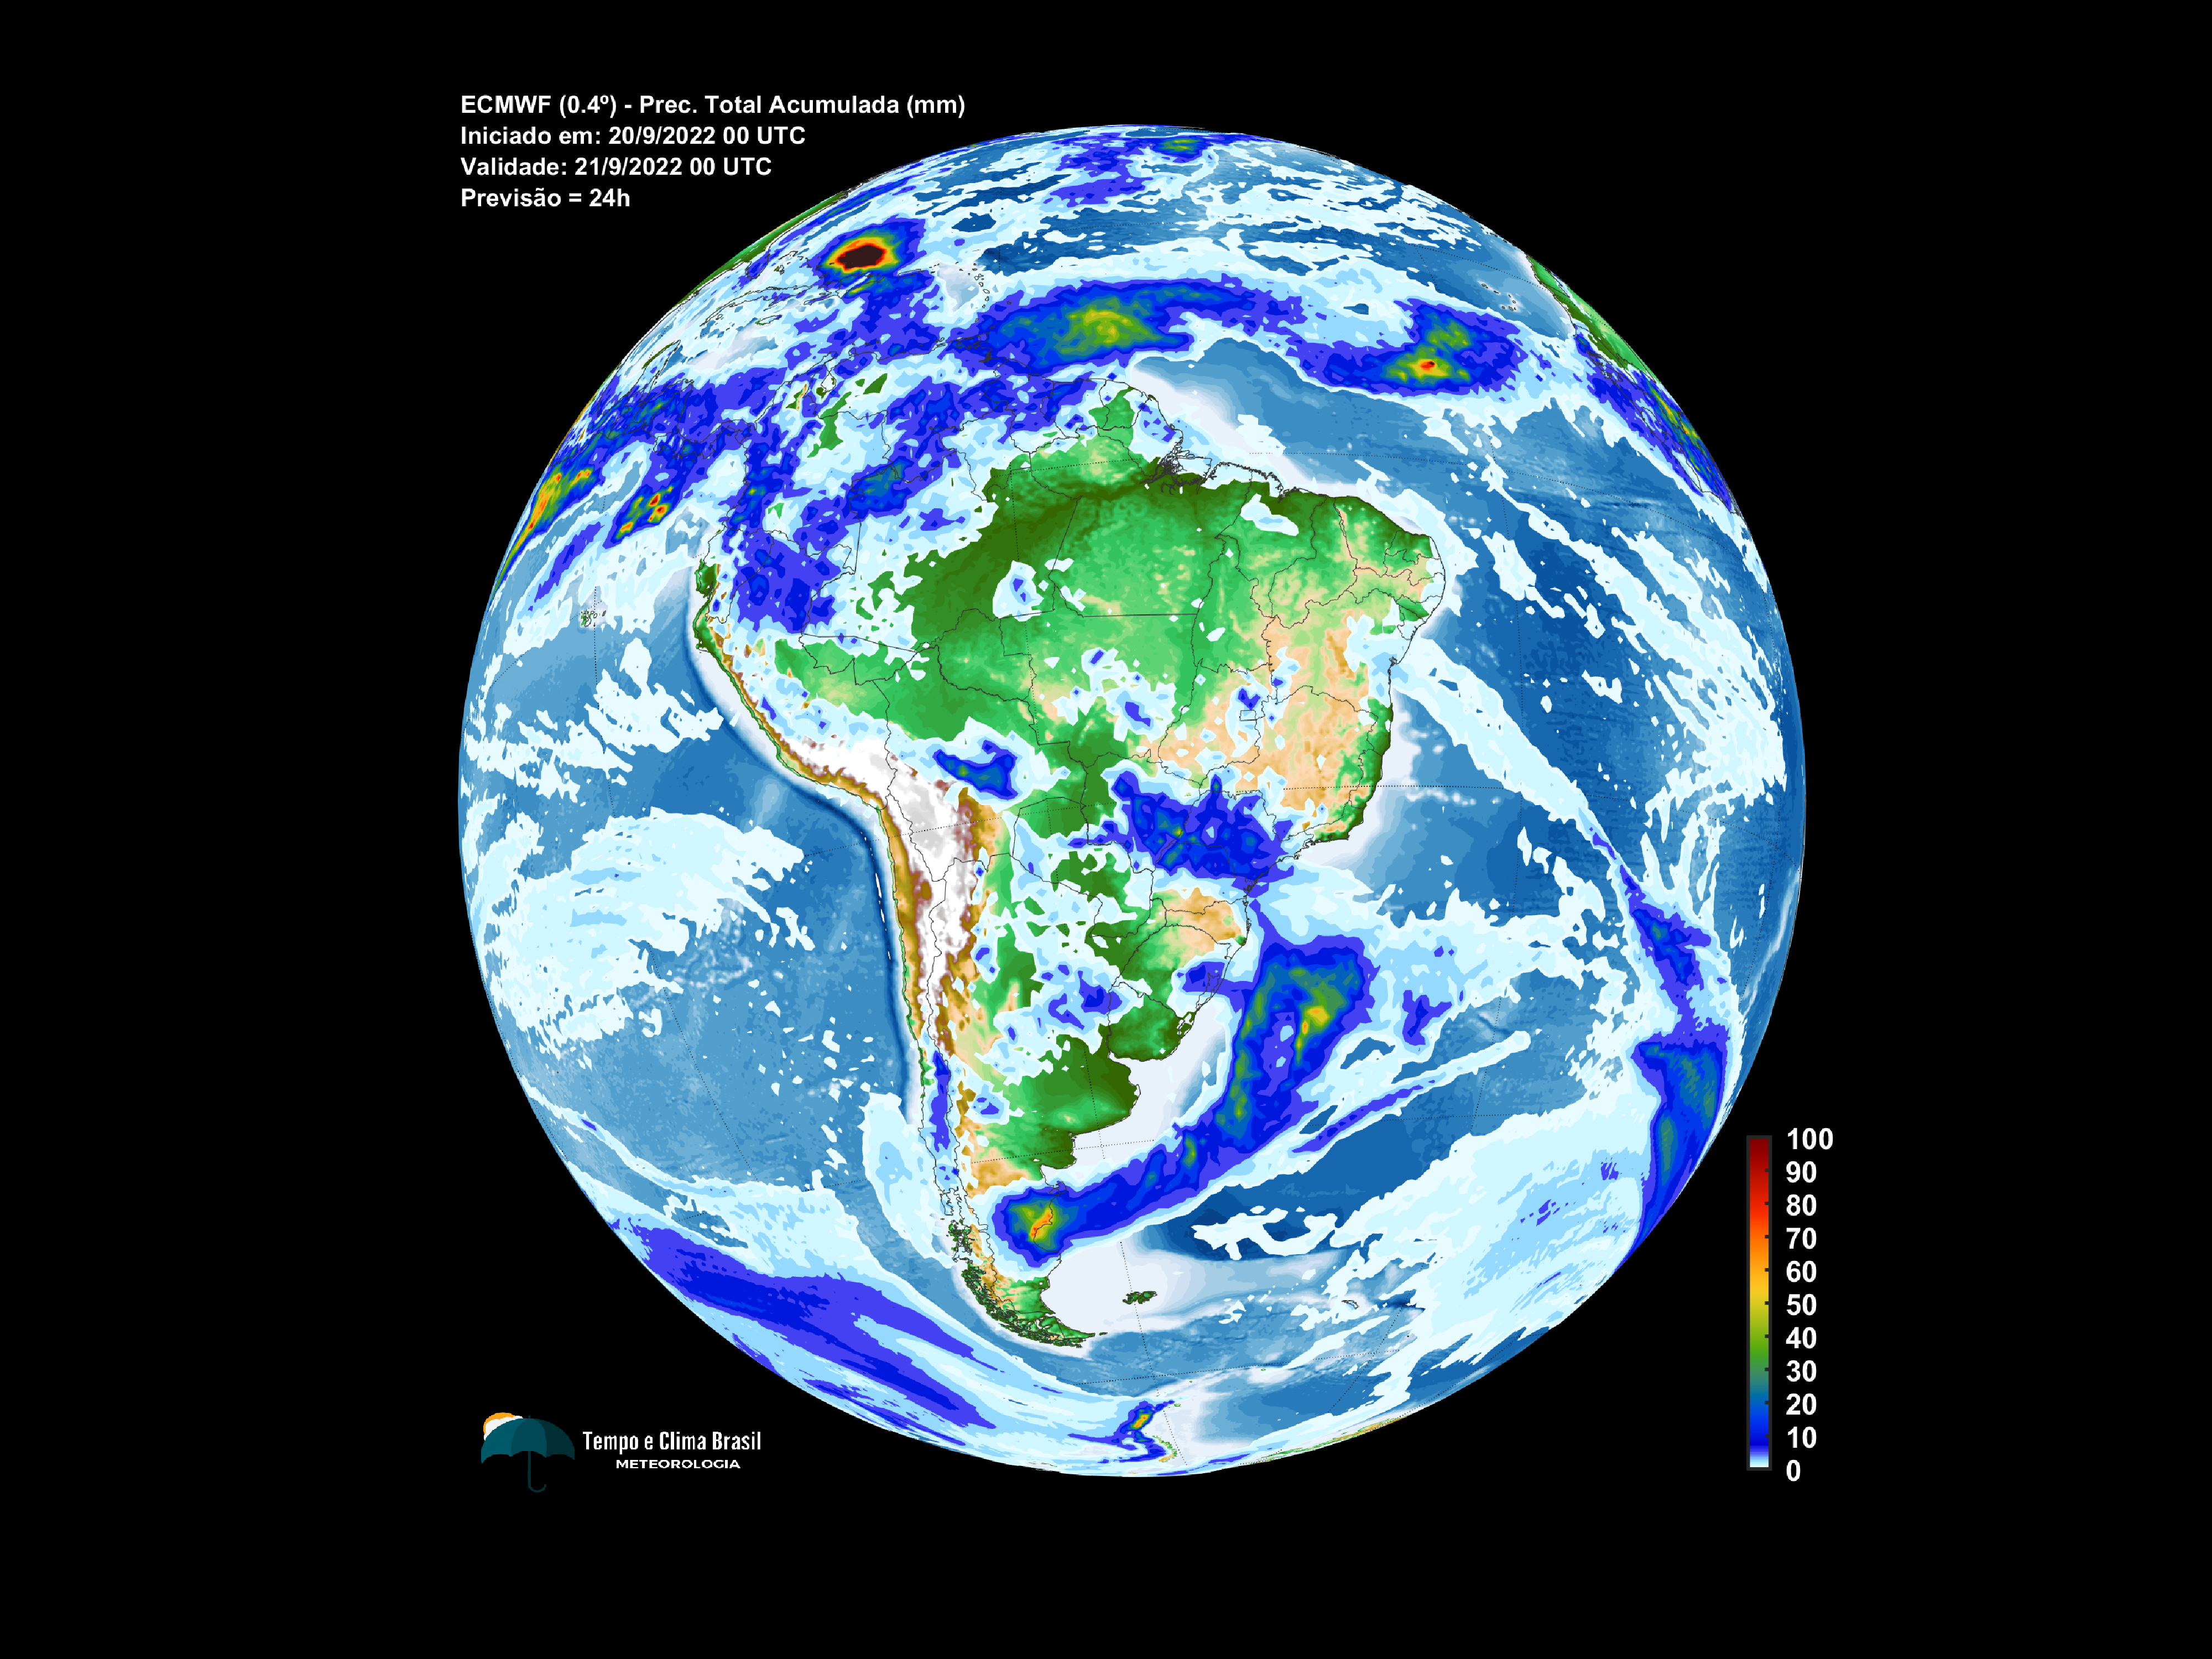 ECMWF (0.4º) - Prec. Total Acumulada (mm)
Iniciado em: 20/9/2022 00 UTC
Validade: 21/9/2022 00 UTC
Previsão = 24h
100
90
80
70
60
50
40
30
20
10
0
Tempo e Clima Brasil
METEOROLOGIA